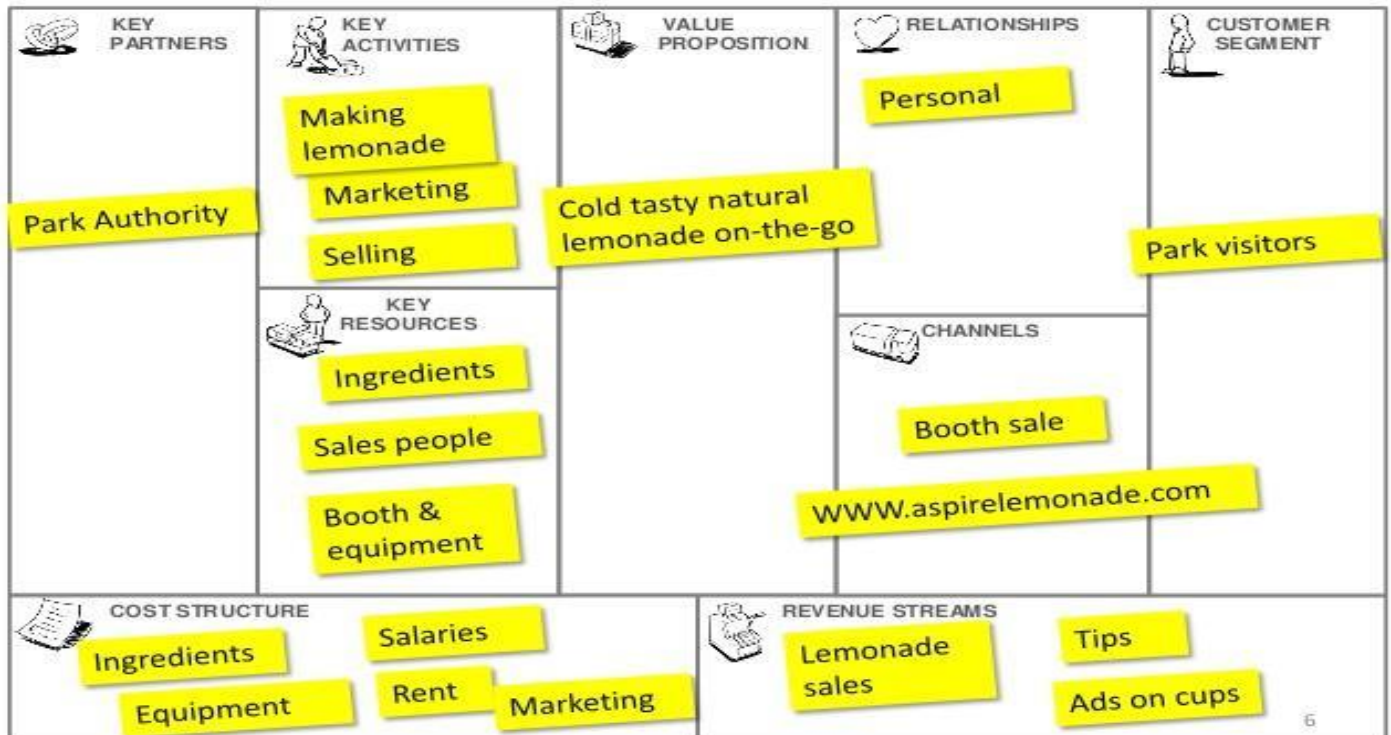 KEY
PARTNERS
Park Authority
KEY
ACTIVITIES
Making
lemonade
Marketing
Selling
KEY
RESOURCES
Ingredients
Sales people
Booth &
equipment
VALUE
PROPOSITION
Cold tasty natural
lemonade on-the-go
RELATIONSHIPS
Personal
CHANNELS
Booth sale
WWW.aspirelemonade.com
CUSTOMER
SEGMENT
Park visitors
COST STRUCTURE
Ingredients
Salaries
Equipment
Rent
Marketing
REVENUE STREAMS
Lemonade
sales
Tips
Ads on cups
6